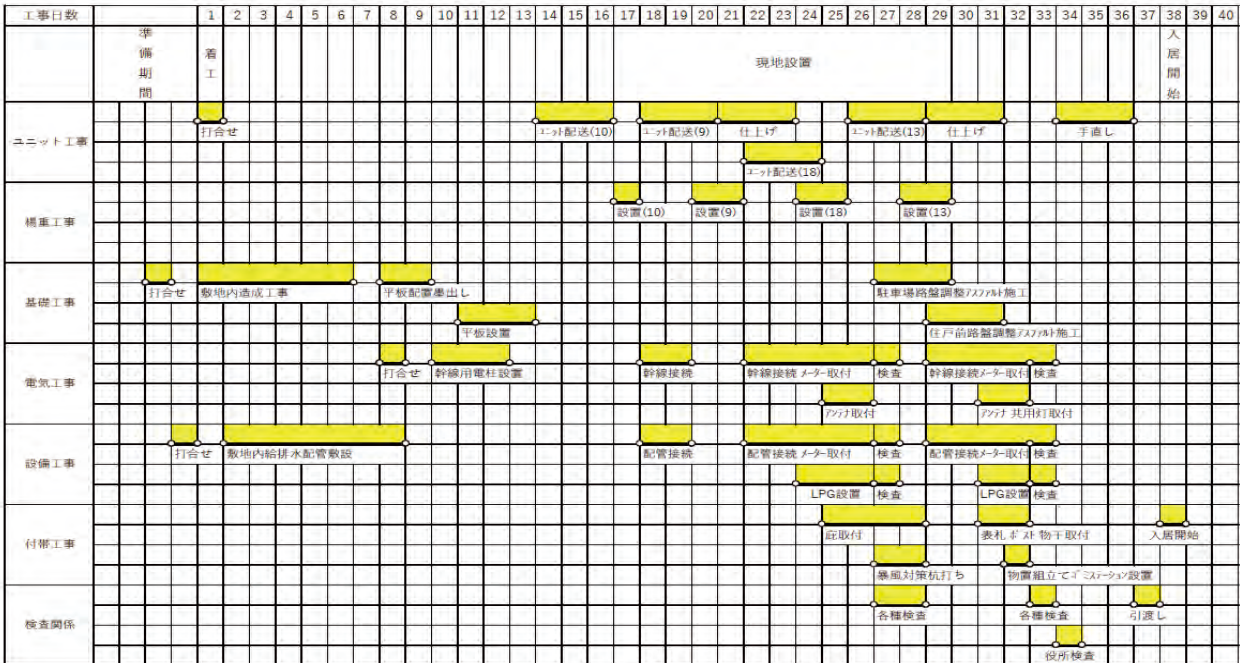 工事日数 1 2 3 4 5 6 7 8 9 10 11 12 13 14 15 16 17 18 19 20 21 22 23 24 25 26 27 28 29 30 31 32 33 34 35 36 37 38 39 40
準備期間 着工 現地設置 入居開始
ユニット工事
打合せ ユニット配送(10) ユニット配送(9) 仕上げ ユニット配送(13) 仕上げ 手直し
ユニット配送(18)
楊重工事
設置(10) 設置(9) 設置(18) 設置(13)
基礎工事
打合せ 敷地内造成工事 平板配置墨出し 駐車場路盤調整アスファルト施工
平板設置 住戸前路盤調整アスファルト施工
電気工事
打合せ 幹線用電柱設置 幹線接続 幹線接続 メーター取付 検査 幹線接続 メーター取付 検査
アンテナ取付 アンテナ 共用灯取付
設備工事
打合せ 敷地内給排水配管敷設 配管接続 配管接続 メーター取付 検査 配管接続 メーター取付 検査
LPG設置 検査 LPG設置 検査
付帯工事
庇取付 表札 ポスト 物干取付 入居開始
暴風対策杭打ち 物置組立て ゴミステーション設置
検査関係
各種検査 各種検査 引渡し
役所検査